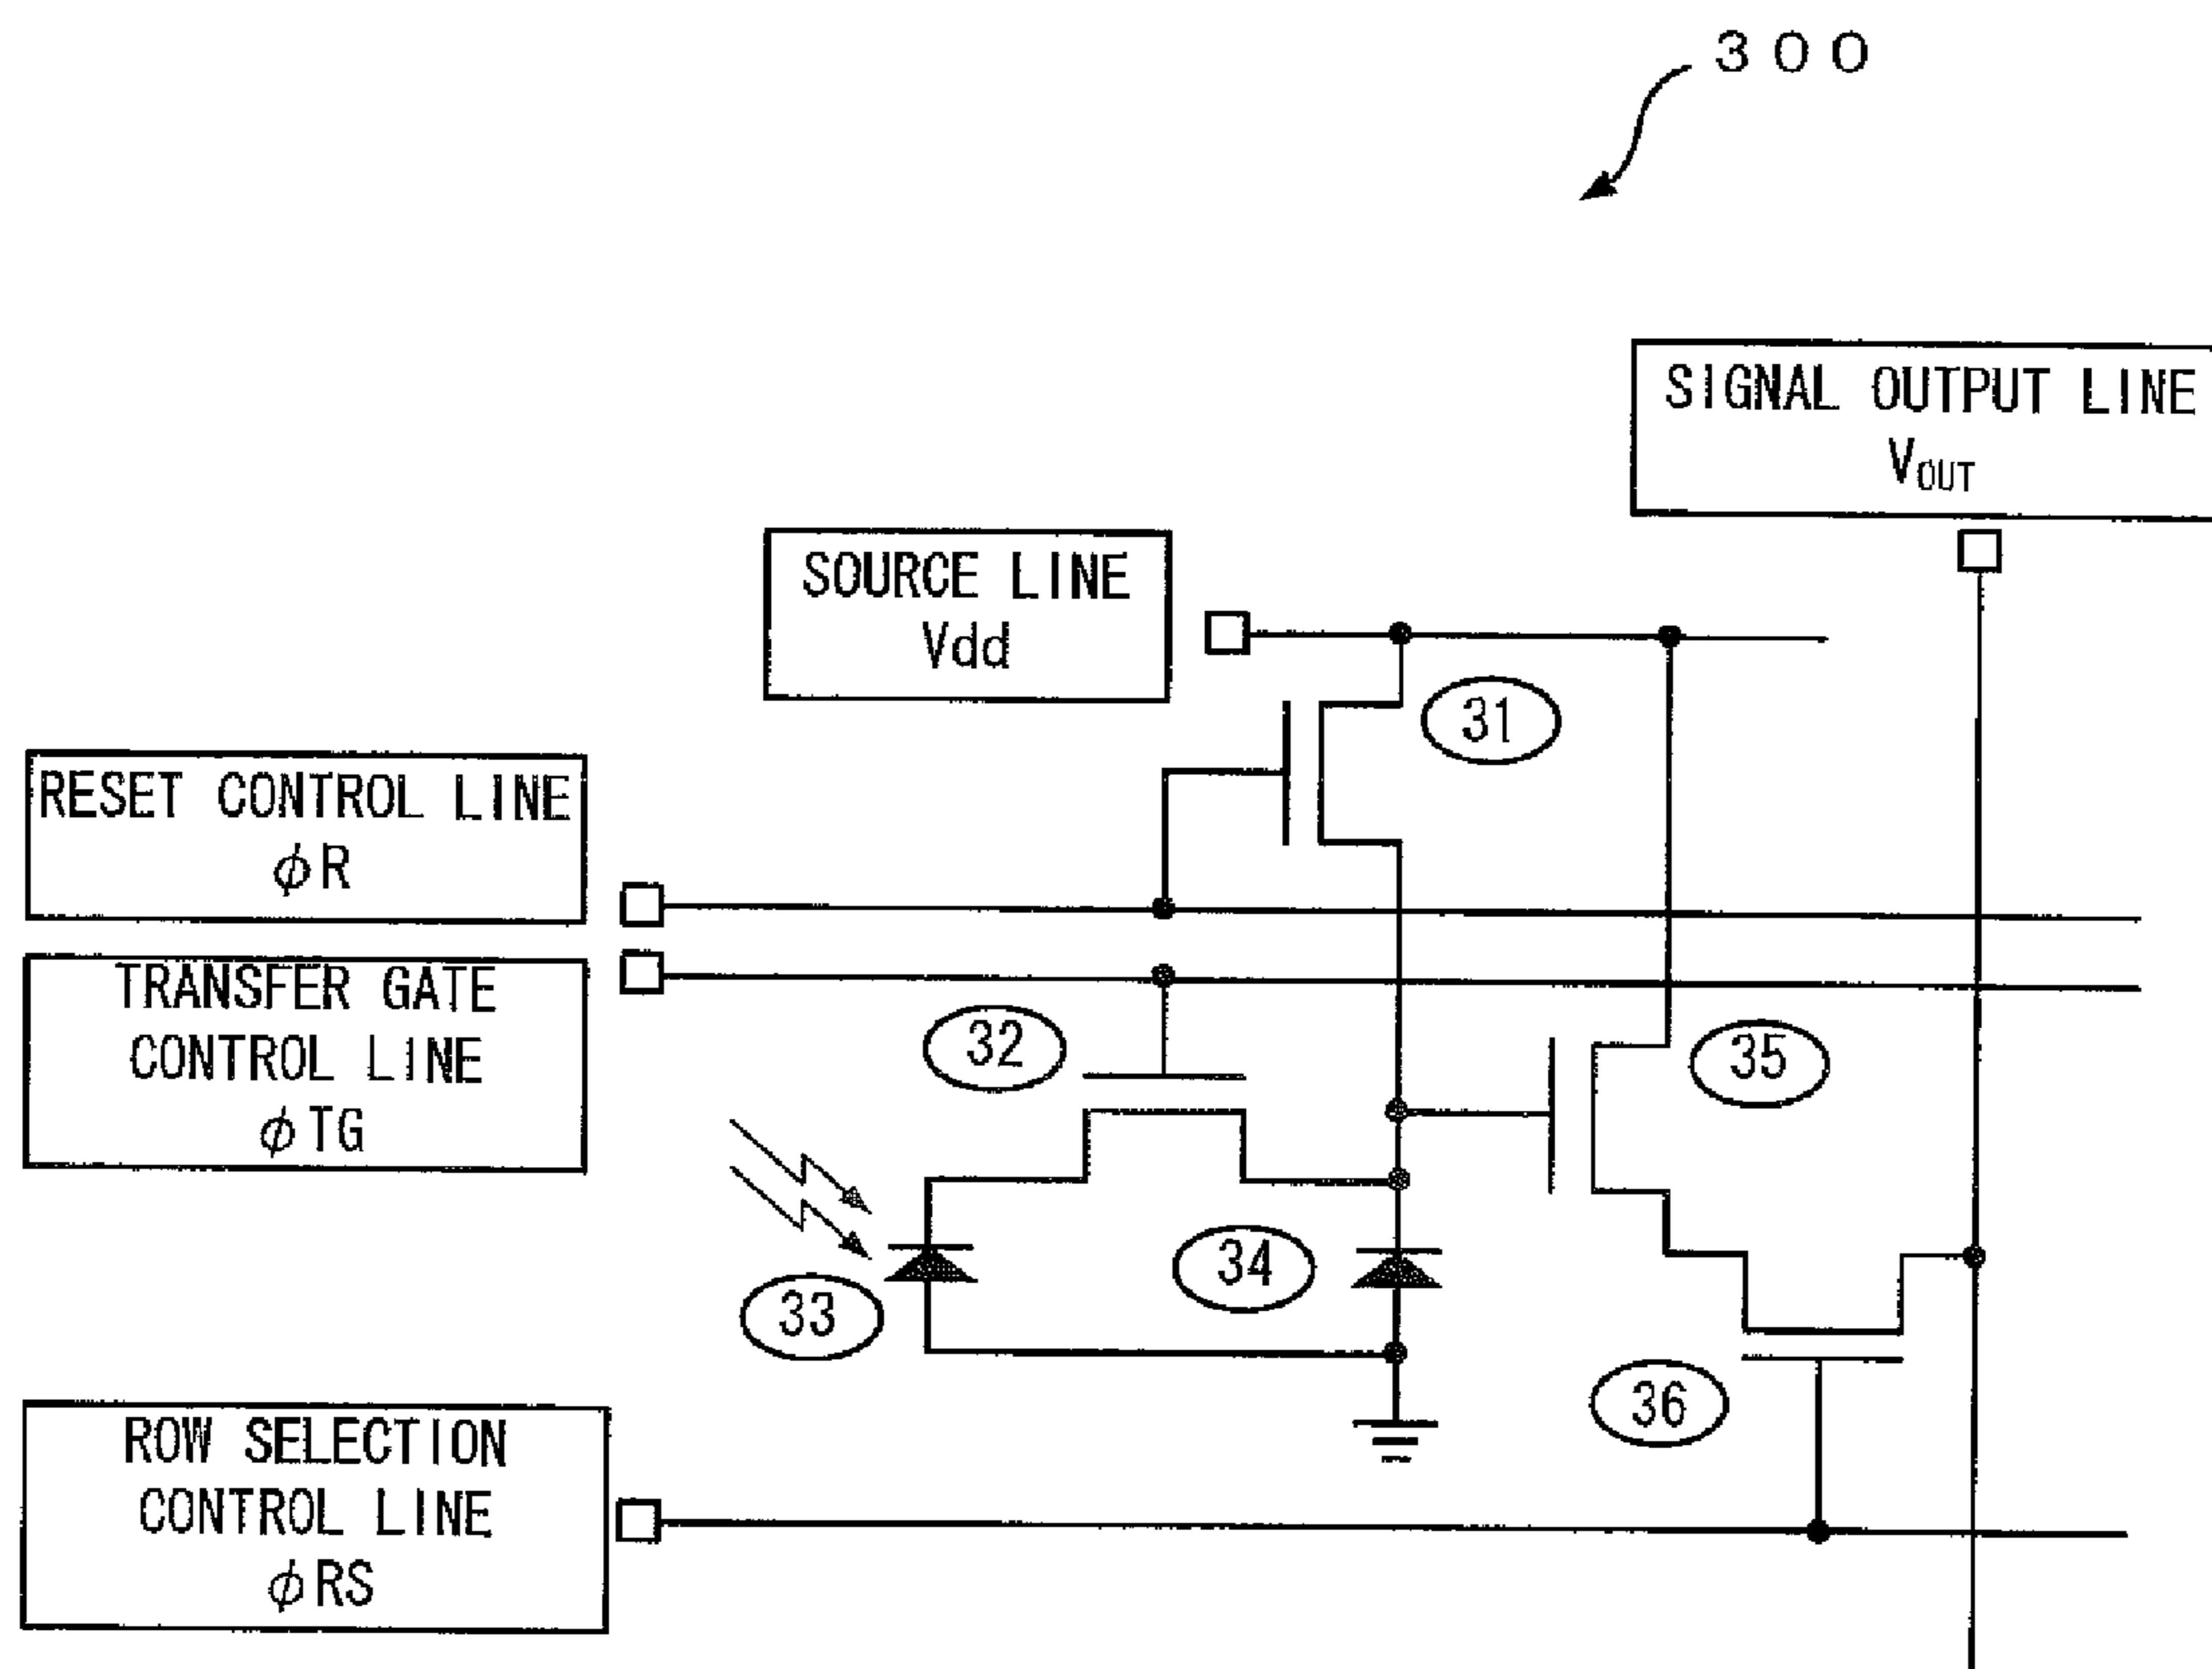 300
SIGNAL OUTPUT LINE
VOUT
SOURCE LINE
Vdd
31
RESET CONTROL LINE
φR
TRANSFER GATE
CONTROL LINE
φTG
32
35
33
34
36
ROW SELECTION
CONTROL LINE
φRS